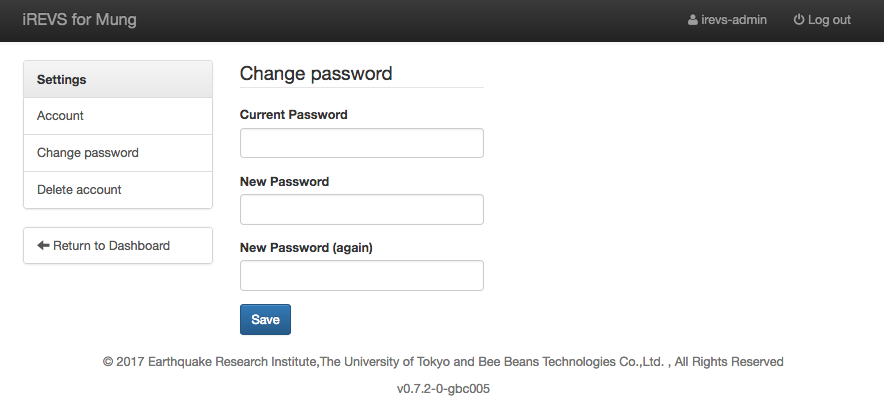 iREVS for Mung
irevs-admin
Log out
Settings
Account
Change password
Delete account
Return to Dashboard
Change password
Current Password
New Password
New Password (again)
Save
© 2017 Earthquake Research Institute,The University of Tokyo and Bee Beans Technologies Co.,Ltd. , All Rights Reserved
v0.7.2-0-gbc005